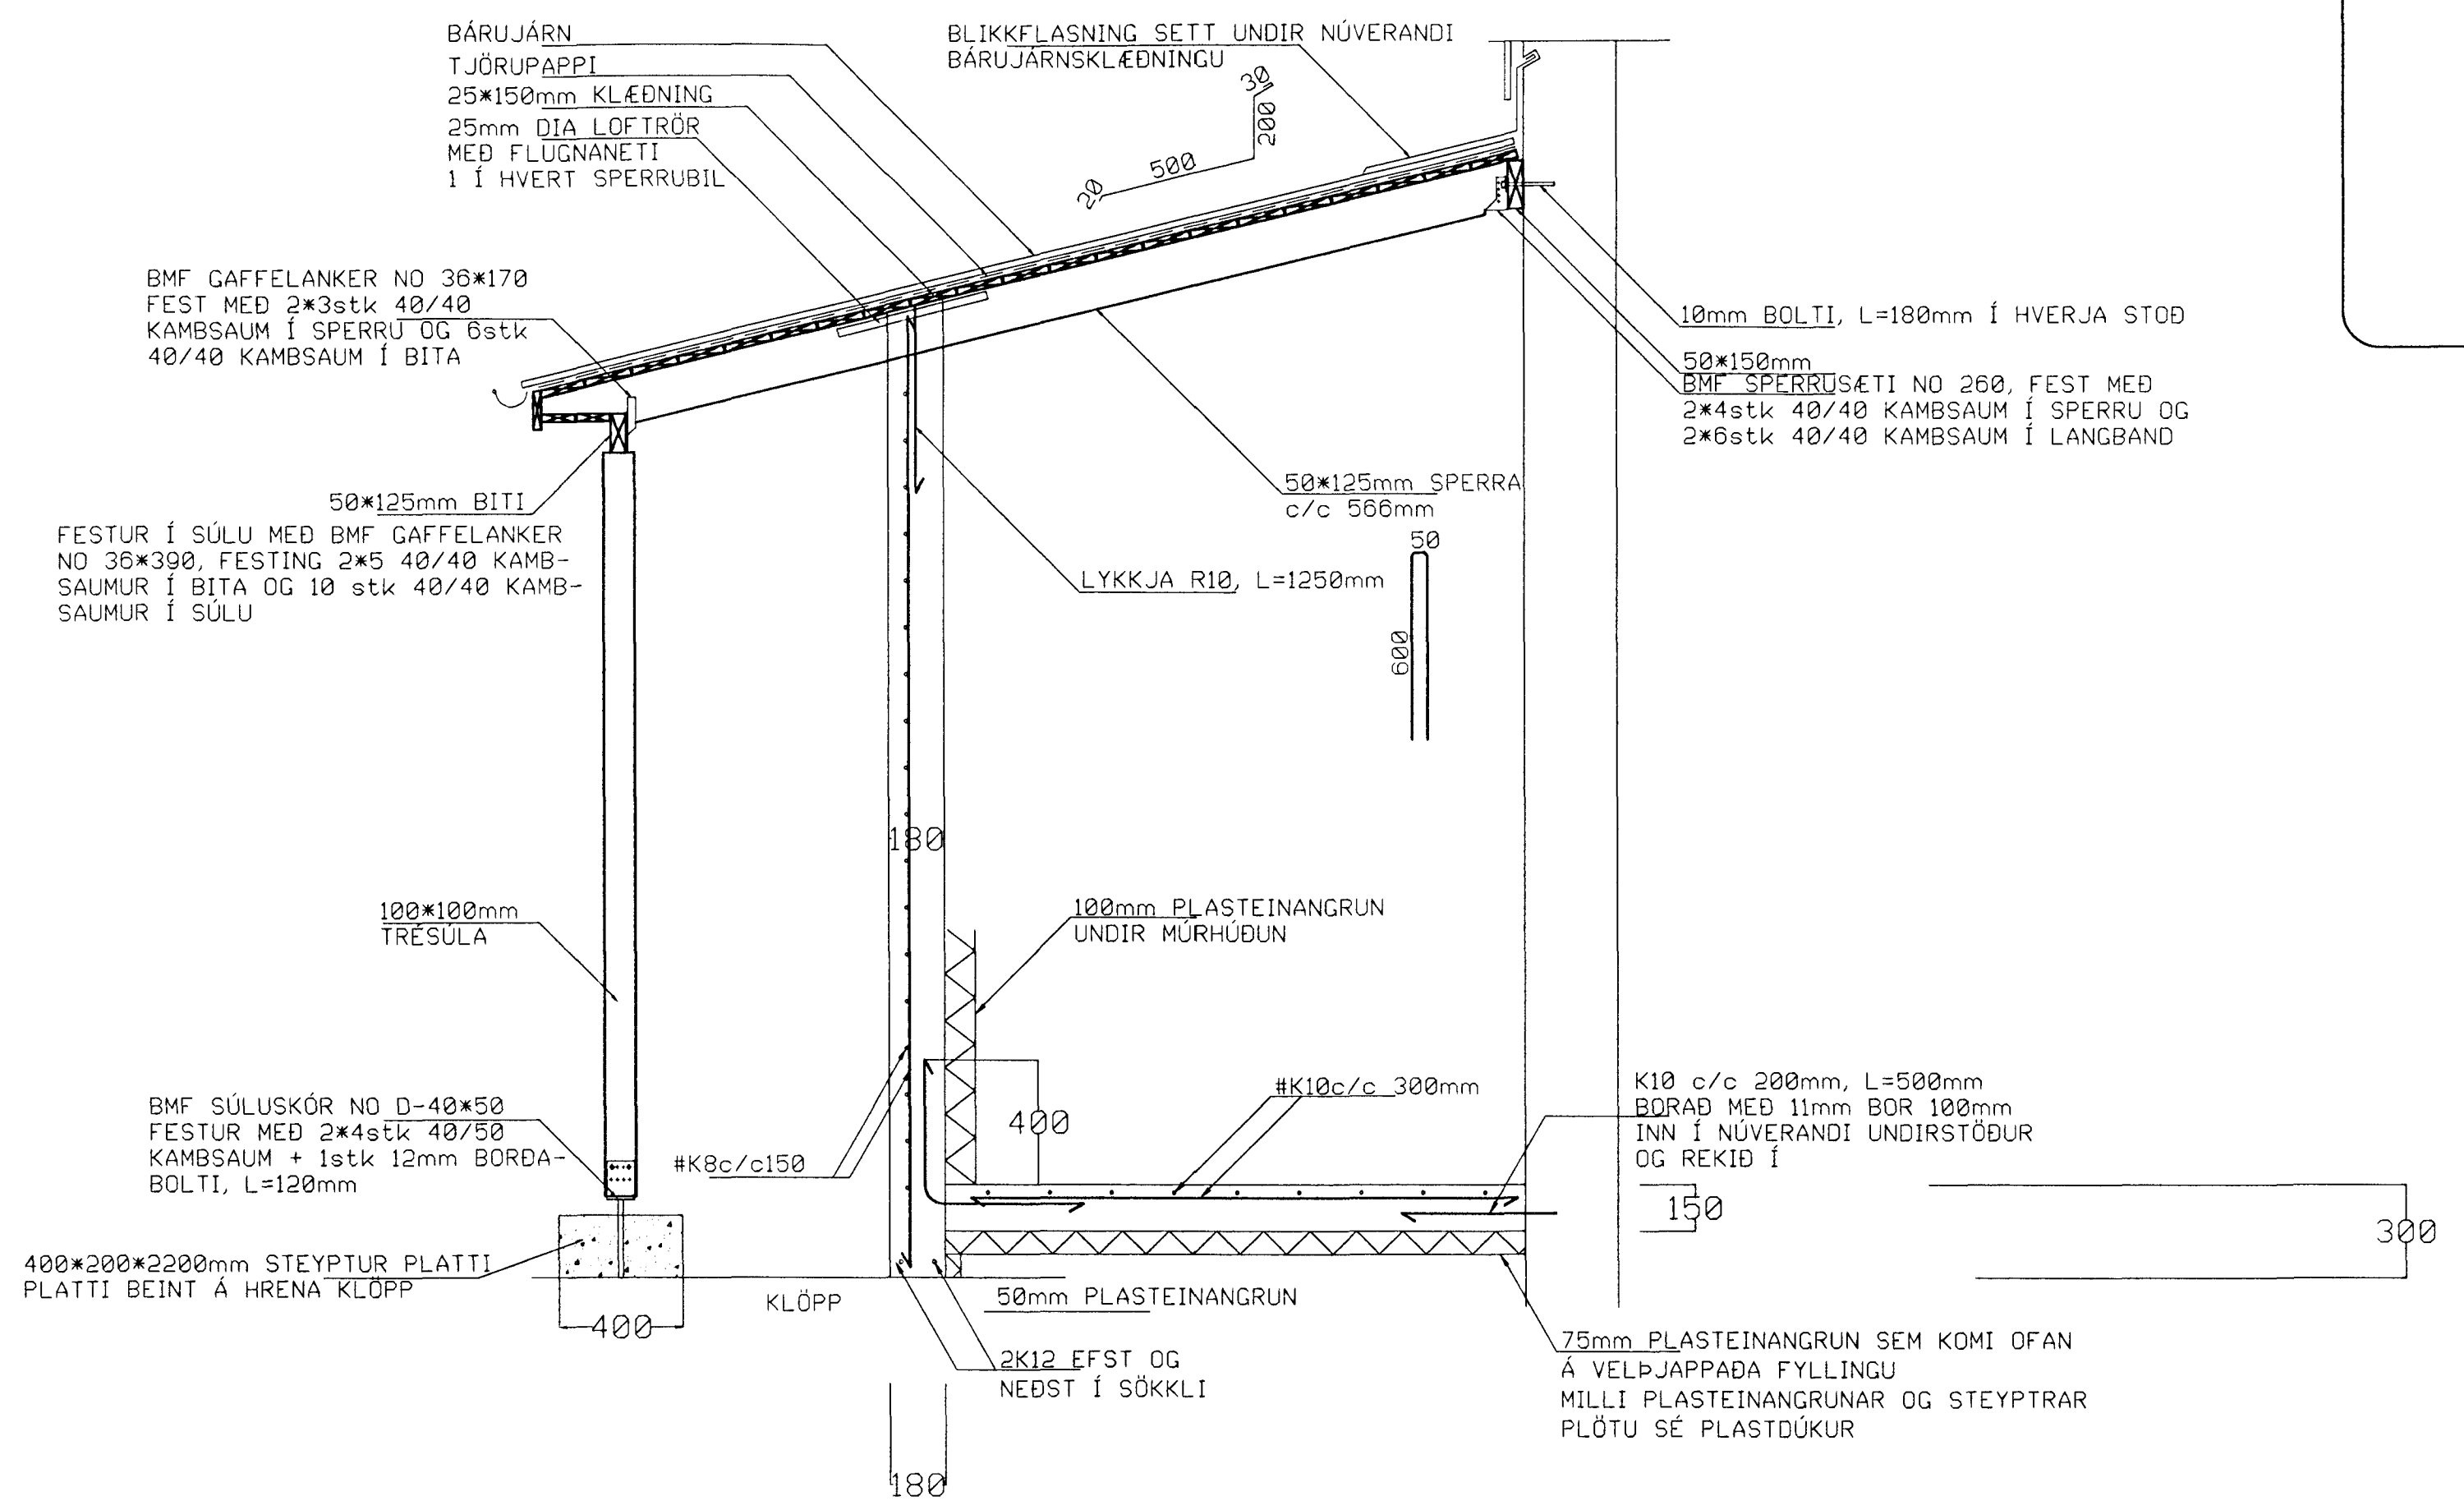 BÁRUJÁRN
TJÖRUPAPPI
25*150mm KLÆÐNING
25mm DIA LOFTRÖR
MEÐ FLUGNANETI
1 Í HVERT SPERRUBIL
BLIKKFLASNING SETT UNDIR NÚVERANDI
BÁRUJÁRNSKLÆÐNINGU
30
200
500
20
BMF GAFFELANKER NO 36*170
FEST MEÐ 2*3stk 40/40
KAMBSAUM Í SPERRU OG 6stk
40/40 KAMBSAUM Í BITA
10mm BOLTI, L=180mm Í HVERJA STOÐ
50*150mm
BMF SPERRUSÆTI NO 260, FEST MEÐ
2*4stk 40/40 KAMBSAUM Í SPERRU OG
2*6stk 40/40 KAMBSAUM Í LANGBAND
50*125mm BITI
FESTUR Í SÚLU MEÐ BMF GAFFELANKER
NO 36*390, FESTING 2*5 40/40 KAMB-
SAUMUR Í BITA OG 10 stk 40/40 KAMB-
SAUMUR Í SÚLU
50*125mm SPERRA
c/c 566mm
50
600
LYKKJA R10, L=1250mm
180
100*100mm
TRÉSÚLA
100mm PLASTEINANGRUN
UNDIR MÚRHÚÐUN
BMF SÚLUSKÓR NO D-40*50
FESTUR MEÐ 2*4stk 40/50
KAMBSAUM + 1stk 12mm BORÐA-
BOLTI, L=120mm
#K8c/c150
400
#K10c/c 300mm
K10 c/c 200mm, L=500mm
BORAÐ MEÐ 11mm BOR 100mm
INN Í NÚVERANDI UNDIRSTÖÐUR
OG REKIÐ Í
150
300
400*200*2200mm STEYPTUR PLATTI
PLATTI BEINT Á HRENA KLÖPP
400
KLÖPP
50mm PLASTEINANGRUN
2K12 EFST OG
NEÐST Í SÖKKLI
75mm PLASTEINANGRUN SEM KOMI OFAN
Á VELÞJAPPAÐA FYLLINGU
MILLI PLASTEINANGRUNAR OG STEYPTRAR
PLÖTU SÉ PLASTDÚKUR
180